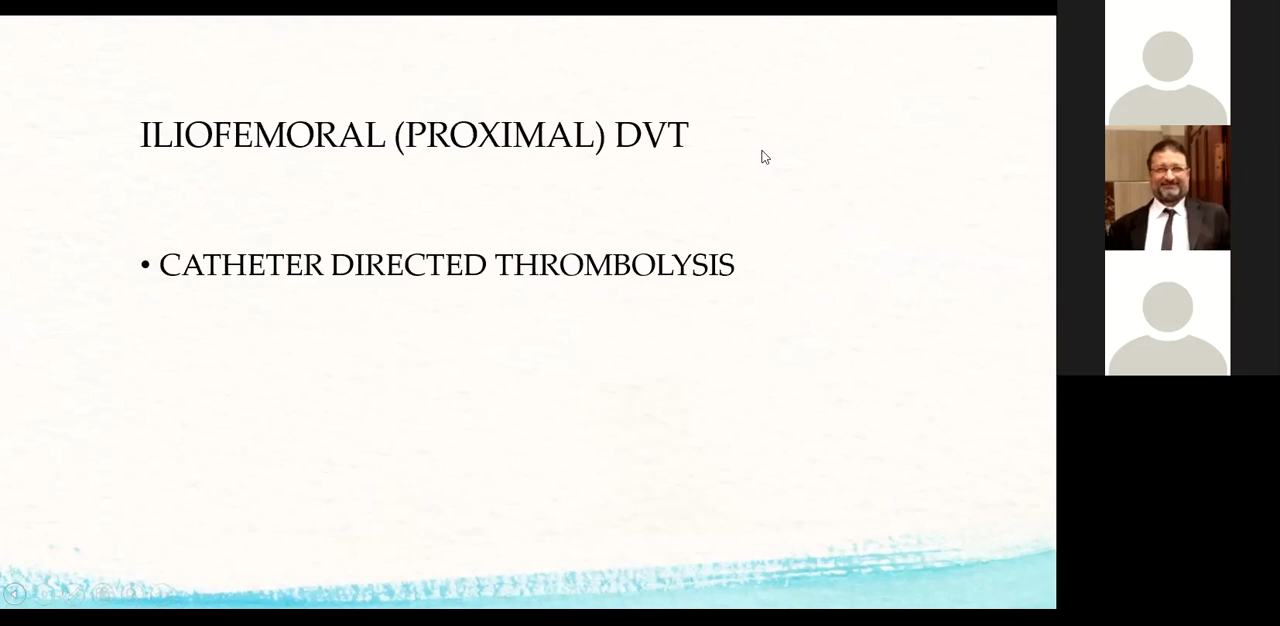 ILIOFEMORAL (PROXIMAL) DVT
• CATHETER DIRECTED THROMBOLYSIS